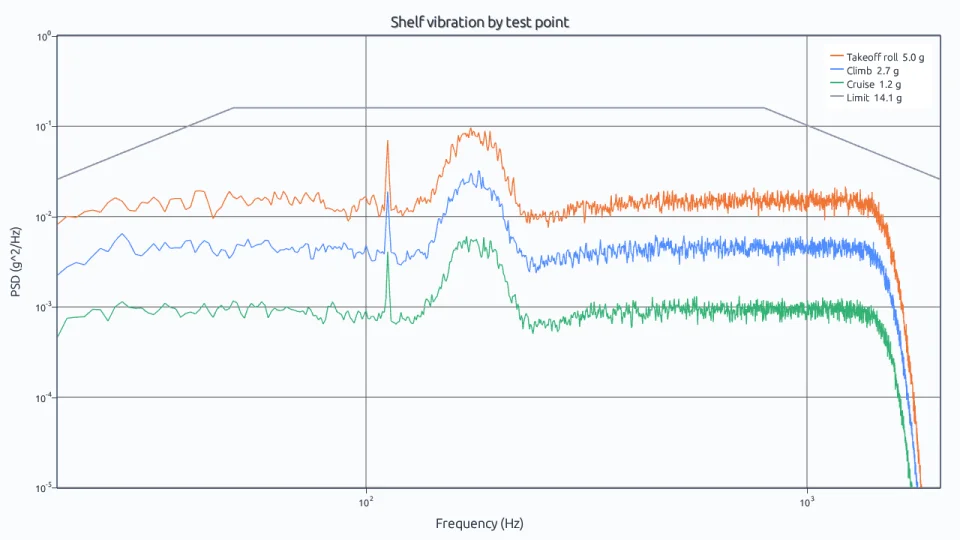 Shelf vibration by test point
10^0
10^-1
10^-2
10^-3
10^-4
10^-5
PSD (g^2/Hz)
10^2
10^3
Frequency (Hz)
Takeoff roll 5.0 g
Climb 2.7 g
Cruise 1.2 g
Limit 14.1 g